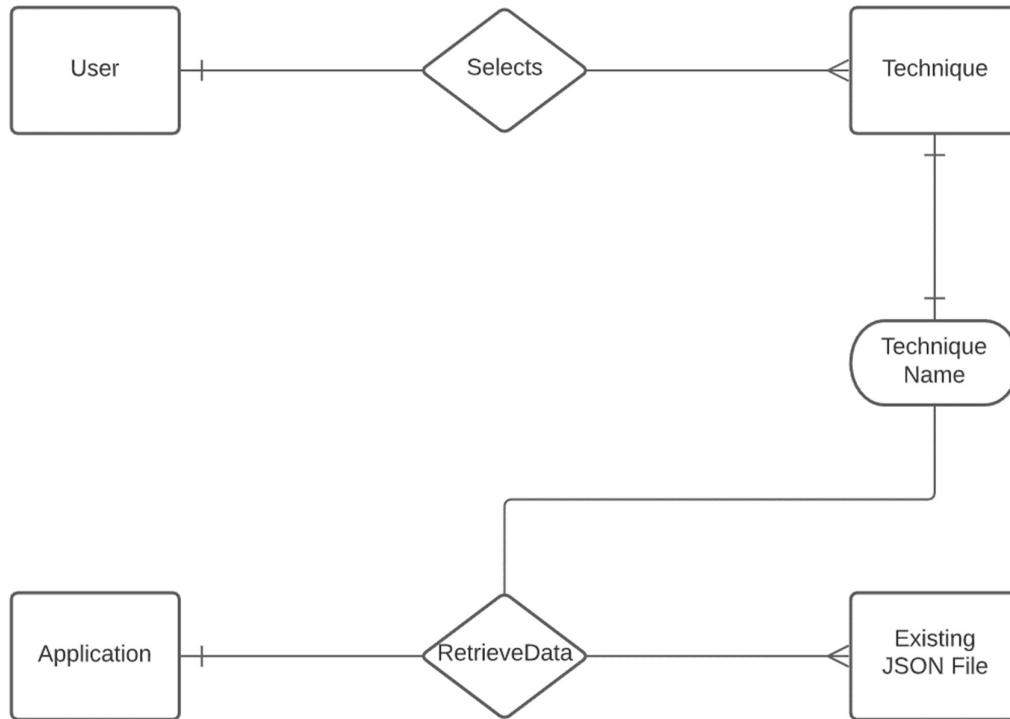 User
Selects
Technique
Technique
Name
Application
RetrieveData
Existing
JSON File